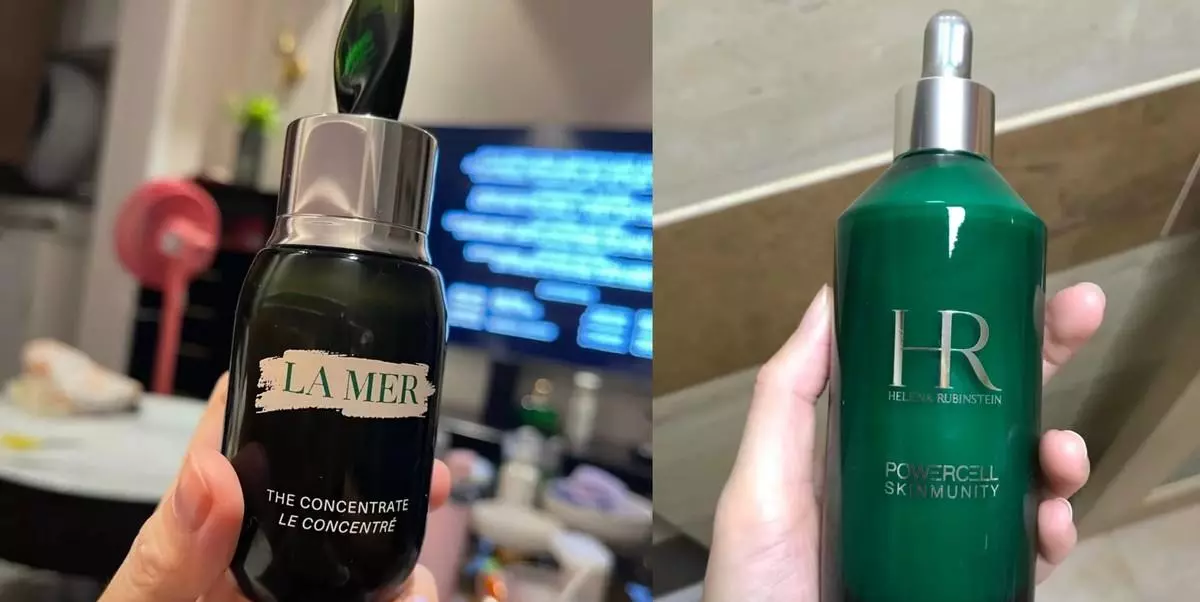 LA MER
THE CONCENTRATE
LE CONCENTRÉ
HR
HELENA RUBINSTEIN
POWERCELL
SKINMUNITY